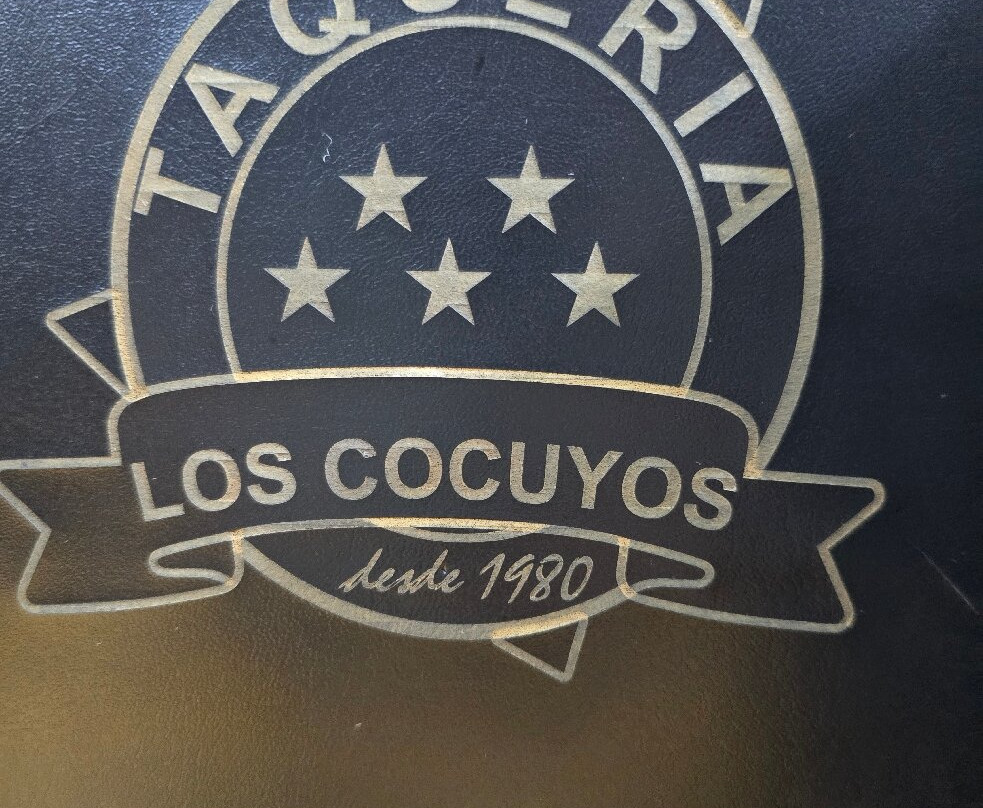 TAQUERIA
LOS COCUYOS
desde 1980